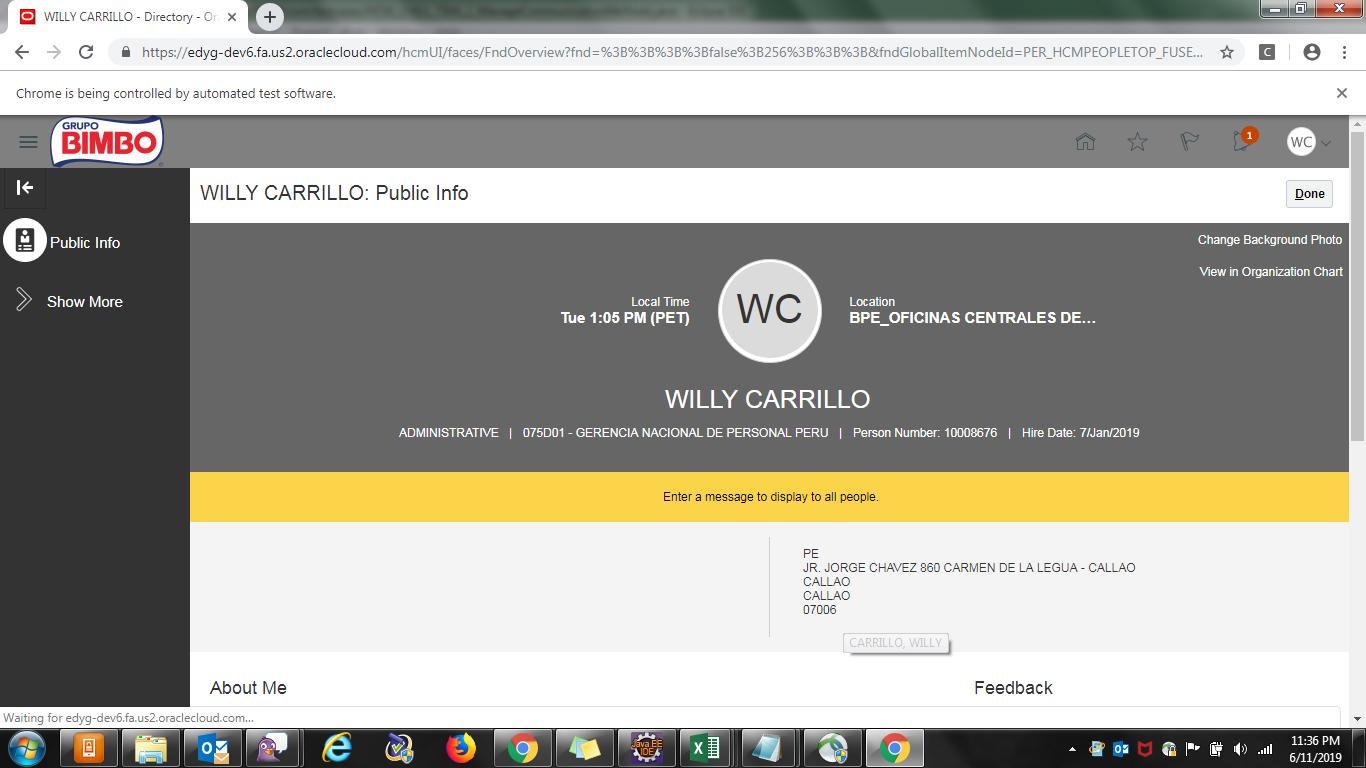 WILLY CARRILLO - Directory - Or
https://edyg-dev6.fa.us2.oraclecloud.com/hcmUI/faces/FndOverview?fnd=%3B%3B%3B%3Bfalse%3B256%3B%3B%3B&fndGlobalItemNodeId=PER_HCMPEOPLETOP_FUSE...
C
Chrome is being controlled by automated test software.
GRUPO
BIMBO
1
WC
WILLY CARRILLO: Public Info
Done
Public Info
Show More
Change Background Photo
View in Organization Chart
Local Time
Tue 1:05 PM (PET)
WC
Location
BPE_OFICINAS CENTRALES DE...
WILLY CARRILLO
ADMINISTRATIVE | 075D01 - GERENCIA NACIONAL DE PERSONAL PERU | Person Number: 10008676 | Hire Date: 7/Jan/2019
Enter a message to display to all people.
PE
JR. JORGE CHAVEZ 860 CARMEN DE LA LEGUA - CALLAO
CALLAO
CALLAO
07006
CARRILLO, WILLY
About Me
Feedback
Waiting for edyg-dev6.fa.us2.oraclecloud.com...
Java EE
IDE
11:36 PM
6/11/2019